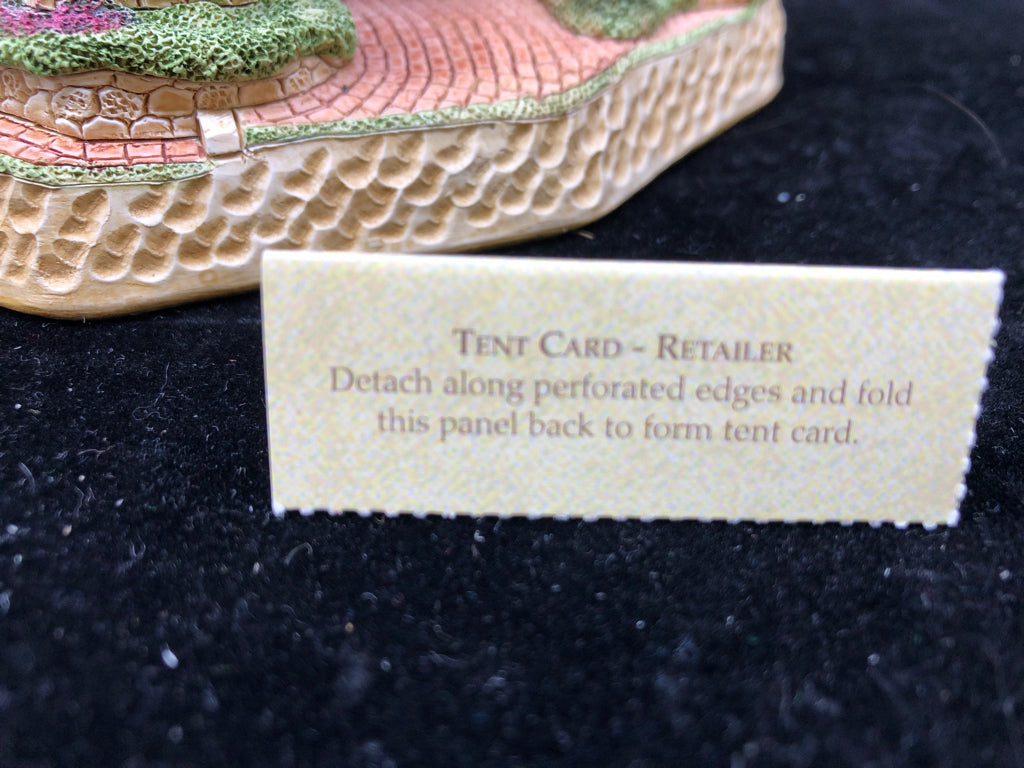 TENT CARD - RETAILER
Detach along perforated edges and fold
this panel back to form tent card.